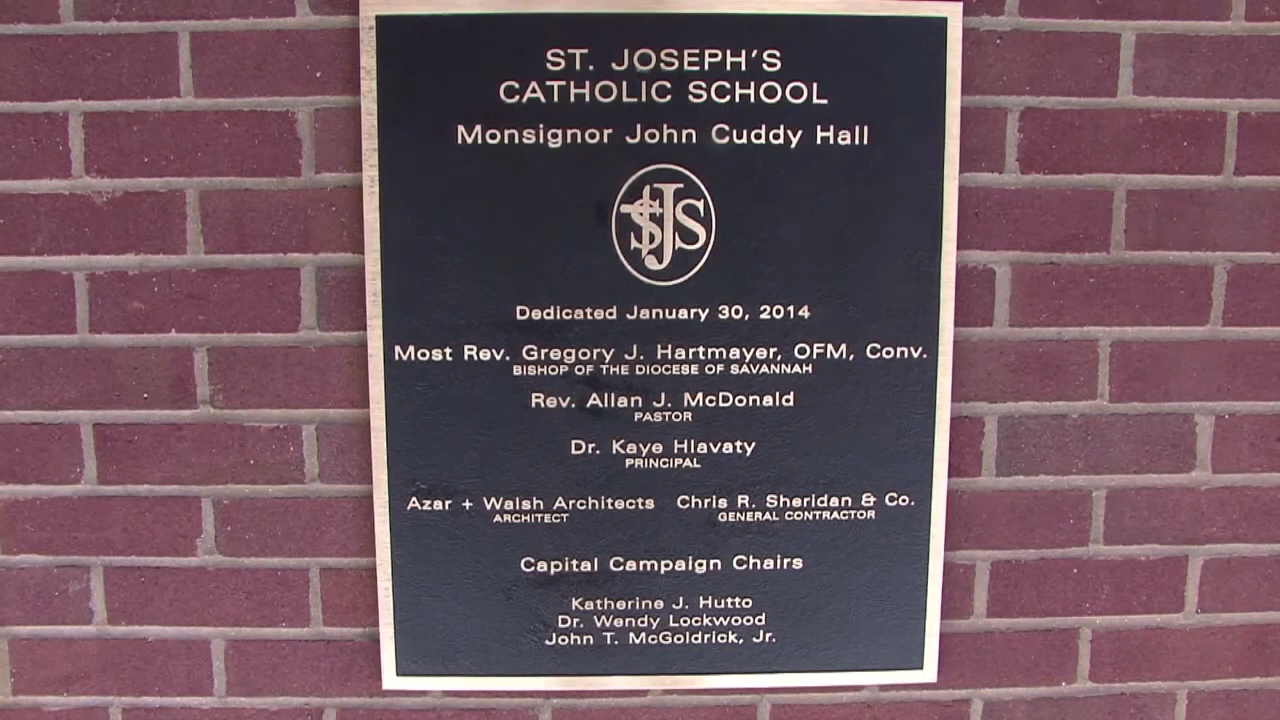 ST. JOSEPH'S
CATHOLIC SCHOOL
Monsignor John Cuddy Hall
SJS
Dedicated January 30, 2014
Most Rev. Gregory J. Hartmayer, OFM, Conv.
BISHOP OF THE DIOCESE OF SAVANNAH
Rev. Allan J. McDonald
PASTOR
Dr. Kaye Hlavaty
PRINCIPAL
Azar + Walsh Architects Chris R. Sheridan & Co.
ARCHITECT GENERAL CONTRACTOR
Capital Campaign Chairs
Katherine J. Hutto
Dr. Wendy Lockwood
John T. McGoldrick, Jr.